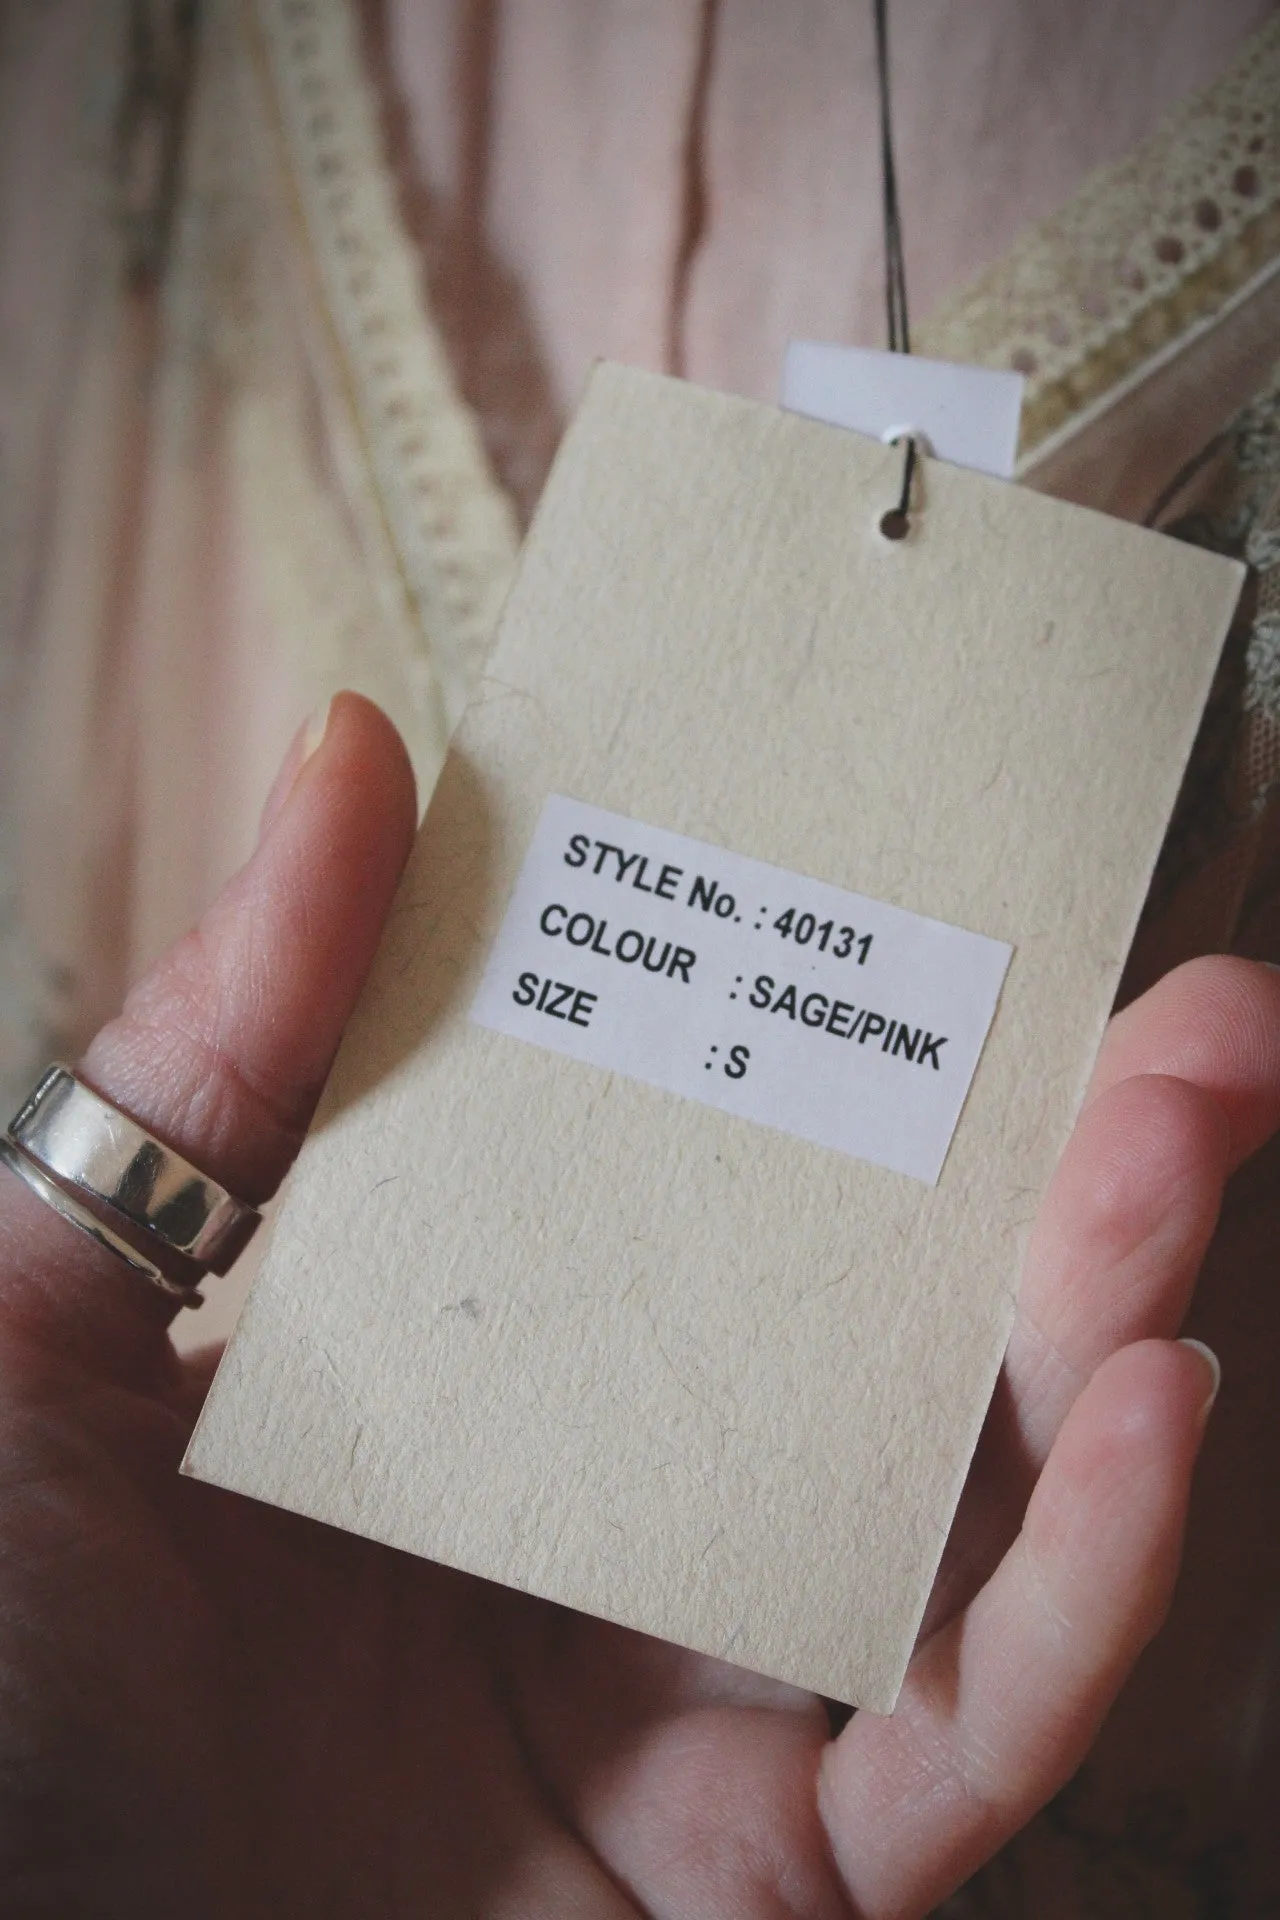 STYLE No. : 40131
COLOUR : SAGE/PINK
SIZE : S